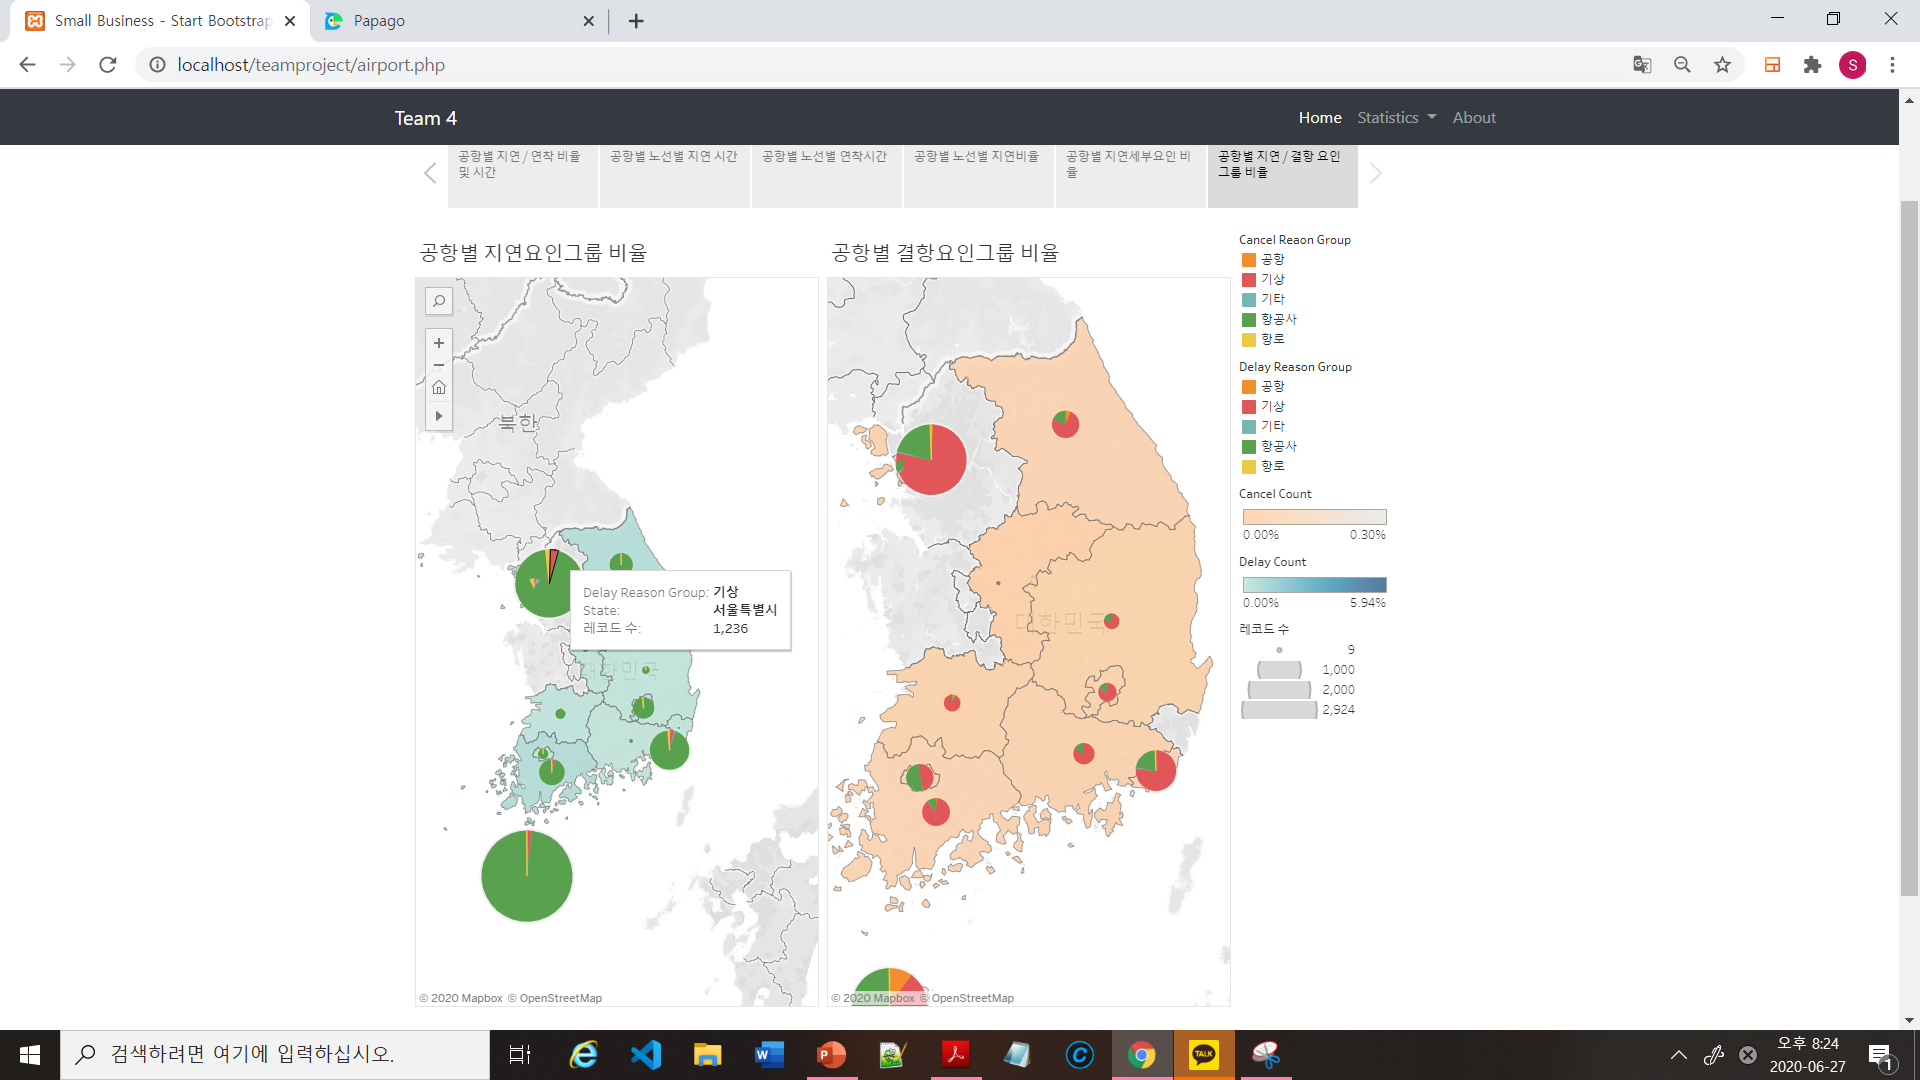 Small Business - Start Bootstrap
Papago
localhost/teamproject/airport.php
S
Team 4
Home
Statistics
About
공항별 지연 / 연착 비율 및 시간
공항별 노선별 지연 시간
공항별 노선별 연착시간
공항별 노선별 지연비율
공항별 지연세부요인 비율
공항별 지연 / 결항 요인 그룹 비율
공항별 지연요인그룹 비율
북한
대한민국
Delay Reason Group: 기상
State: 서울특별시
레코드 수: 1,236
© 2020 Mapbox © OpenStreetMap
공항별 결항요인그룹 비율
대한민국
© 2020 Mapbox © OpenStreetMap
Cancel Reaon Group
공항
기상
기타
항공사
항로
Delay Reason Group
공항
기상
기타
항공사
항로
Cancel Count
0.00% 0.30%
Delay Count
0.00% 5.94%
레코드 수
9
1,000
2,000
2,924
검색하려면 여기에 입력하십시오.
TALK
오후 8:24
2020-06-27
1